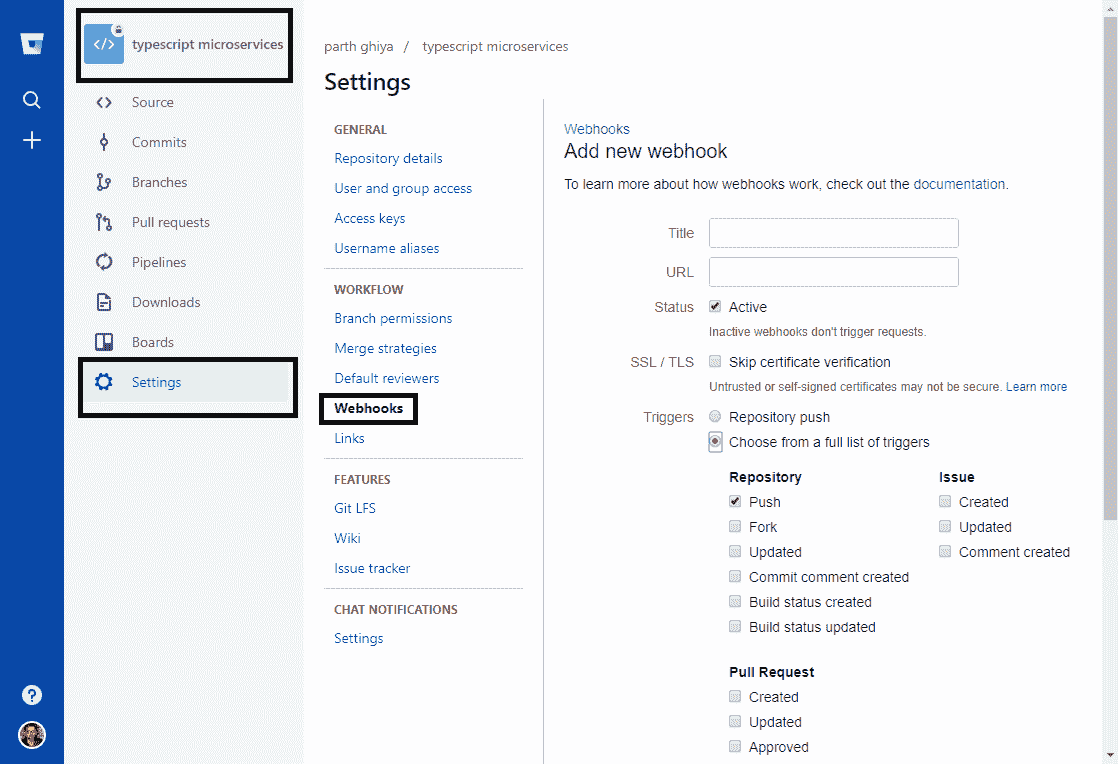 typescript microservices
Source
Commits
Branches
Pull requests
Pipelines
Downloads
Boards
Settings
parth ghiya / typescript microservices
Settings
GENERAL
Repository details
User and group access
Access keys
Username aliases
WORKFLOW
Branch permissions
Merge strategies
Default reviewers
Webhooks
Links
FEATURES
Git LFS
Wiki
Issue tracker
CHAT NOTIFICATIONS
Settings
Webhooks
Add new webhook
To learn more about how webhooks work, check out the documentation.
Title
URL
Status Active
Inactive webhooks don't trigger requests.
SSL / TLS Skip certificate verification
Untrusted or self-signed certificates may not be secure. Learn more
Triggers Repository push
Choose from a full list of triggers
Repository
Push
Fork
Updated
Commit comment created
Build status created
Build status updated
Issue
Created
Updated
Comment created
Pull Request
Created
Updated
Approved